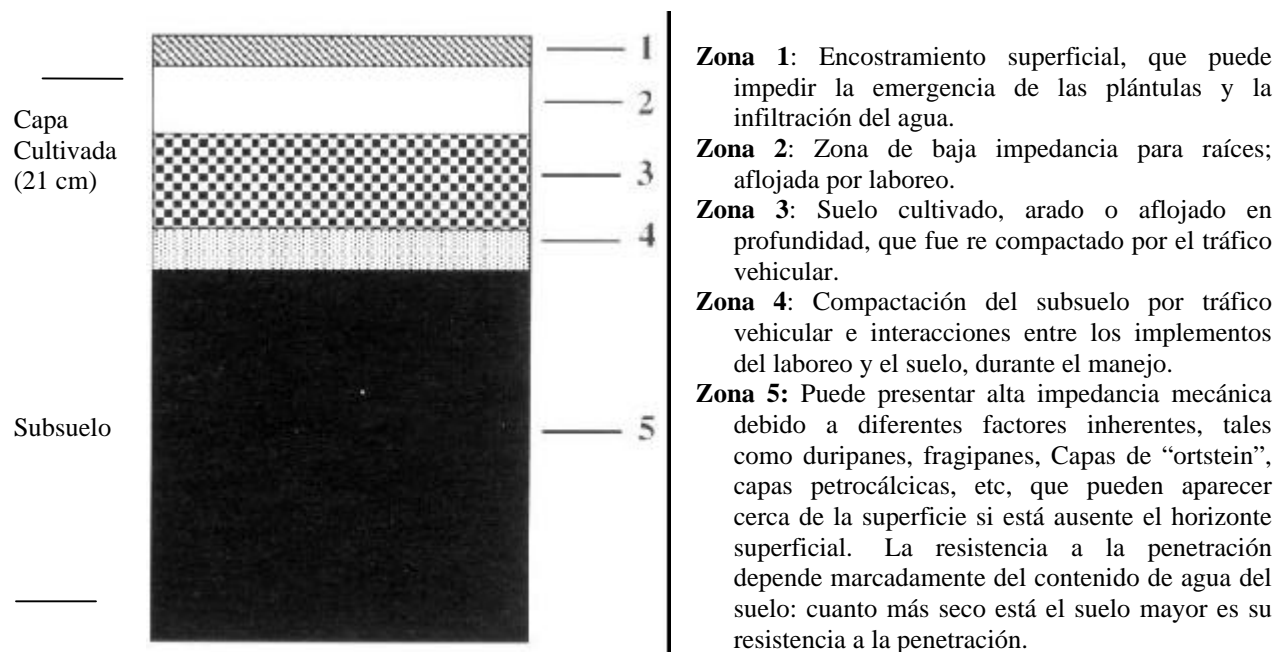 1
2
3
4
5
Capa
Cultivada
(21 cm)
Subsuelo
Zona 1: Encostramiento superficial, que puede
impedir la emergencia de las plántulas y la
infiltración del agua.
Zona 2: Zona de baja impedancia para raíces;
aflojada por laboreo.
Zona 3: Suelo cultivado, arado o aflojado en
profundidad, que fue re compactado por el tráfico
vehicular.
Zona 4: Compactación del subsuelo por tráfico
vehicular e interacciones entre los implementos
del laboreo y el suelo, durante el manejo.
Zona 5: Puede presentar alta impedancia mecánica
debido a diferentes factores inherentes, tales
como duripanes, fragipanes, Capas de “ortstein”,
capas petrocálcicas, etc, que pueden aparecer
cerca de la superficie si está ausente el horizonte
superficial. La resistencia a la penetración
depende marcadamente del contenido de agua del
suelo: cuanto más seco está el suelo mayor es su
resistencia a la penetración.